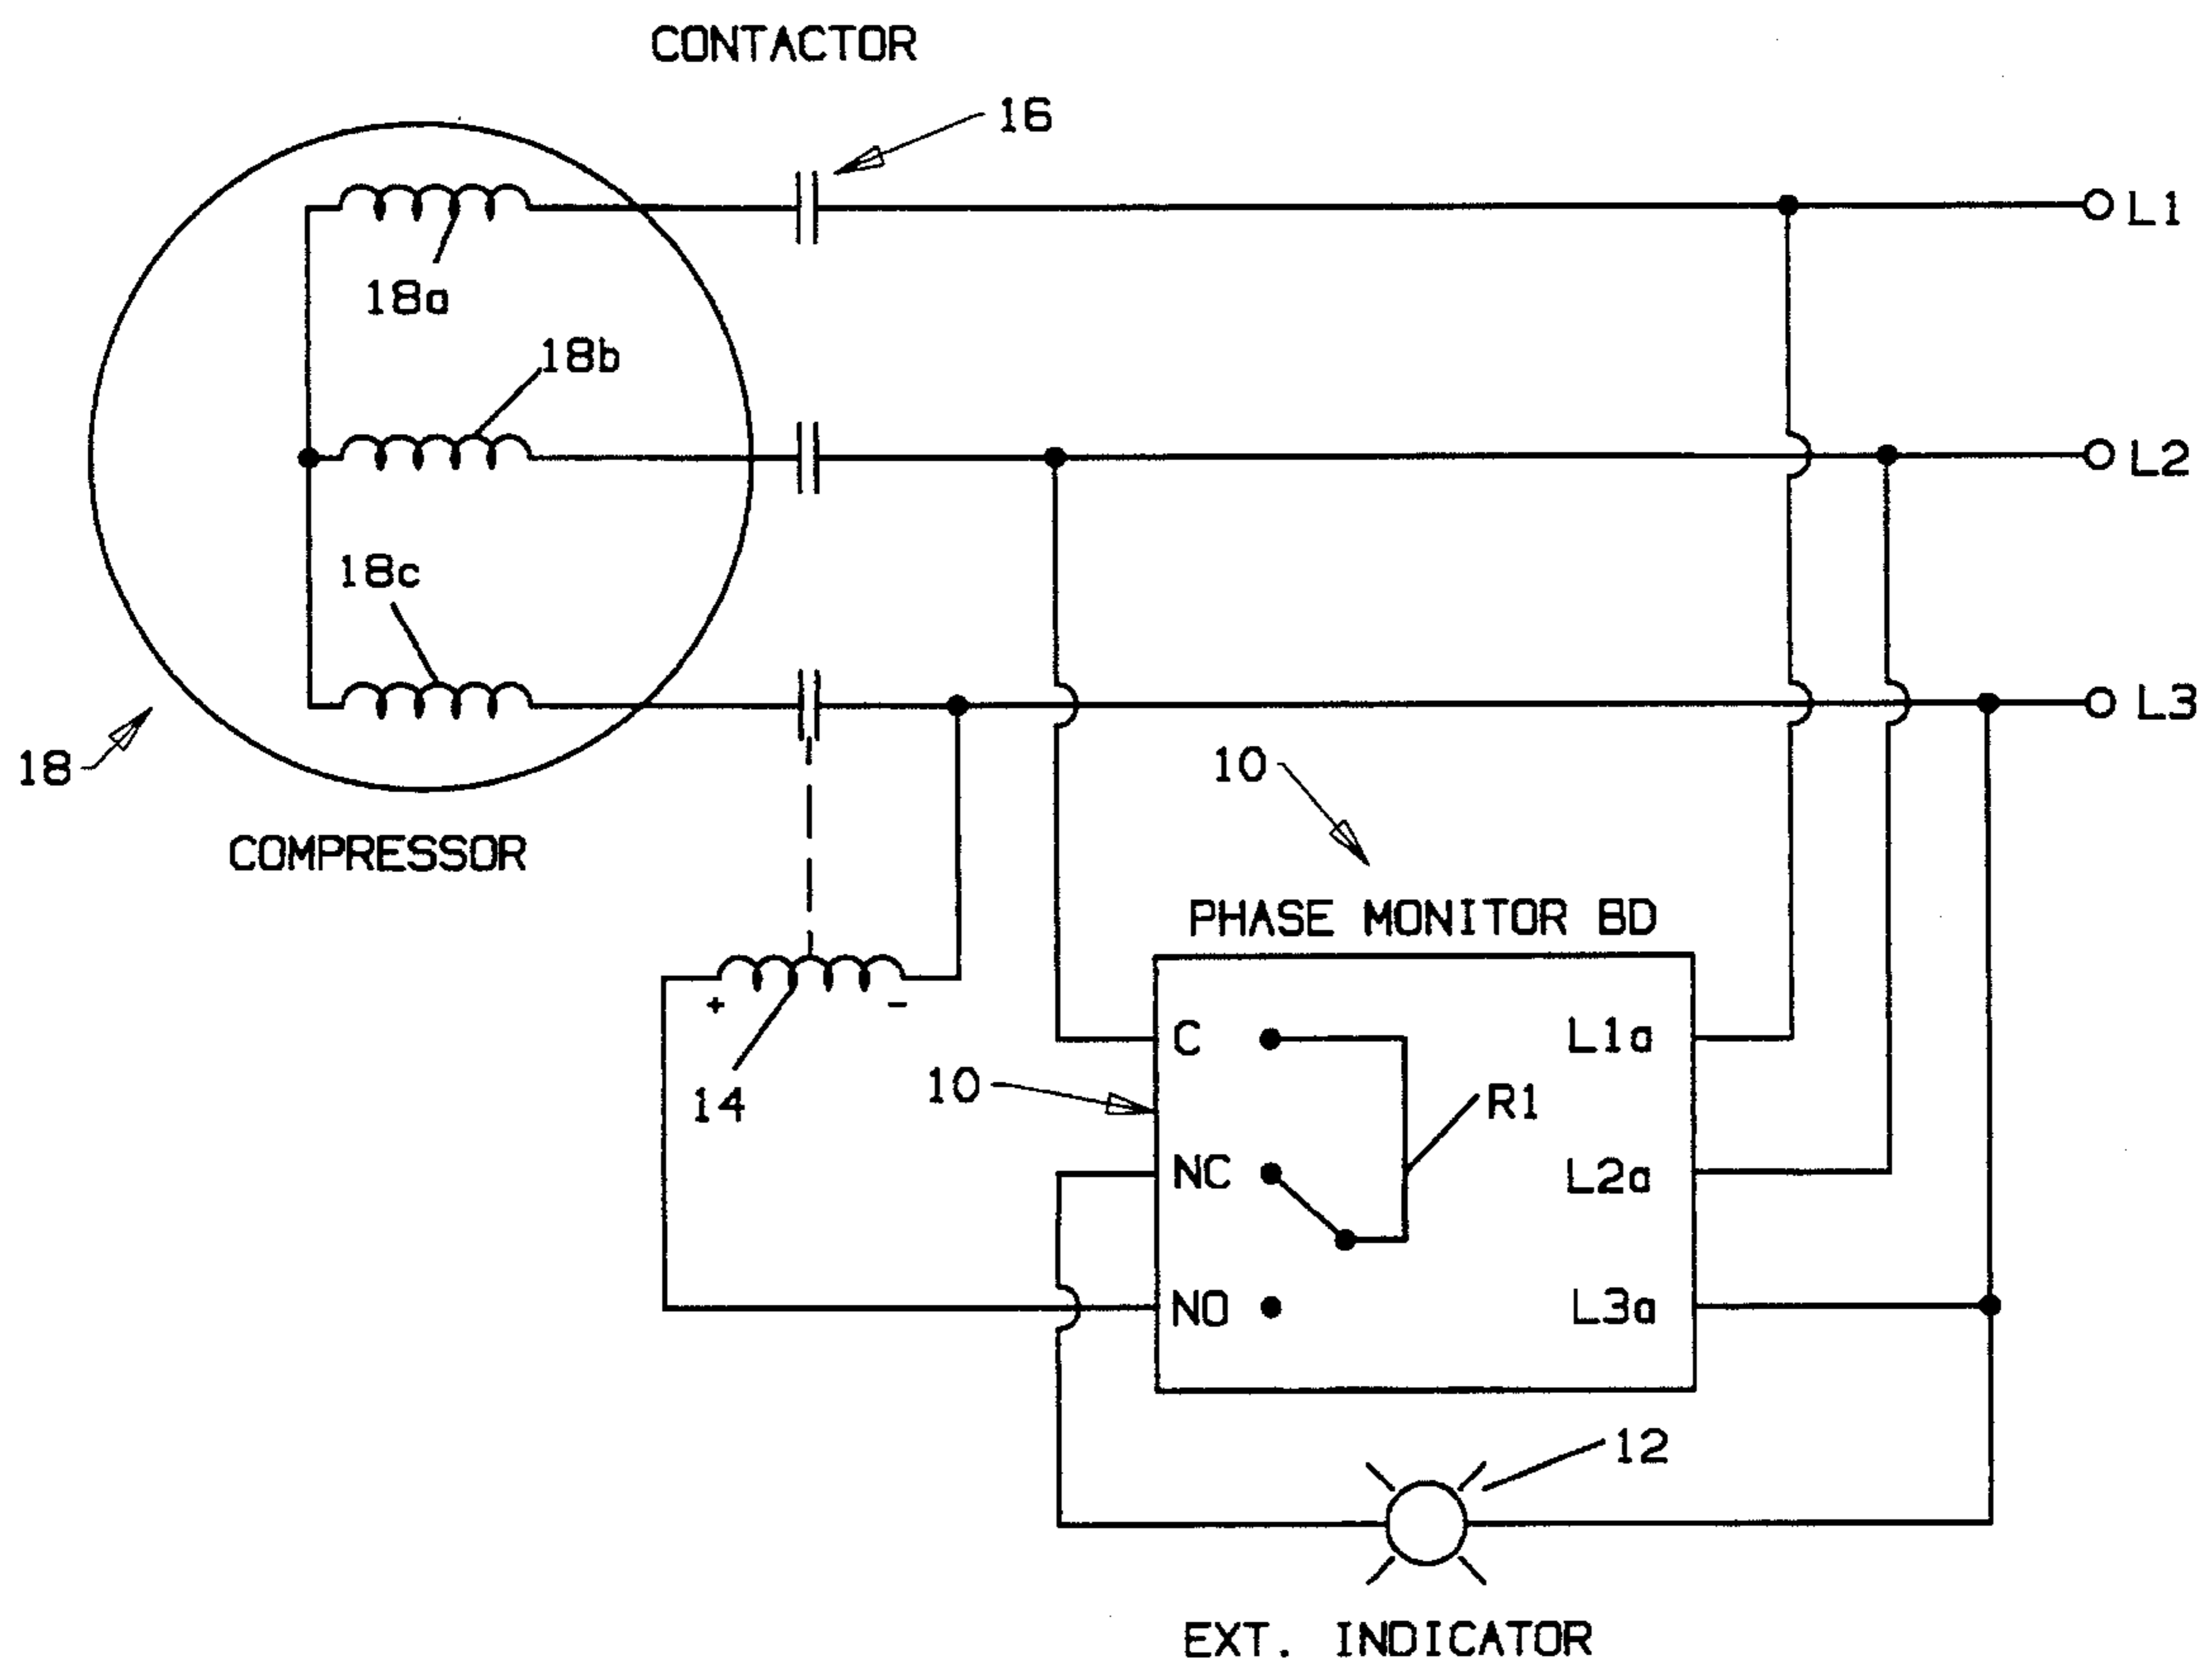 CONTACTOR
16
L1
18a
18b
L2
18c
L3
18
10
COMPRESSOR
PHASE MONITOR BD
+
-
C
L1a
14
10
R1
NC
L2a
NO
L3a
12
EXT. INDICATOR